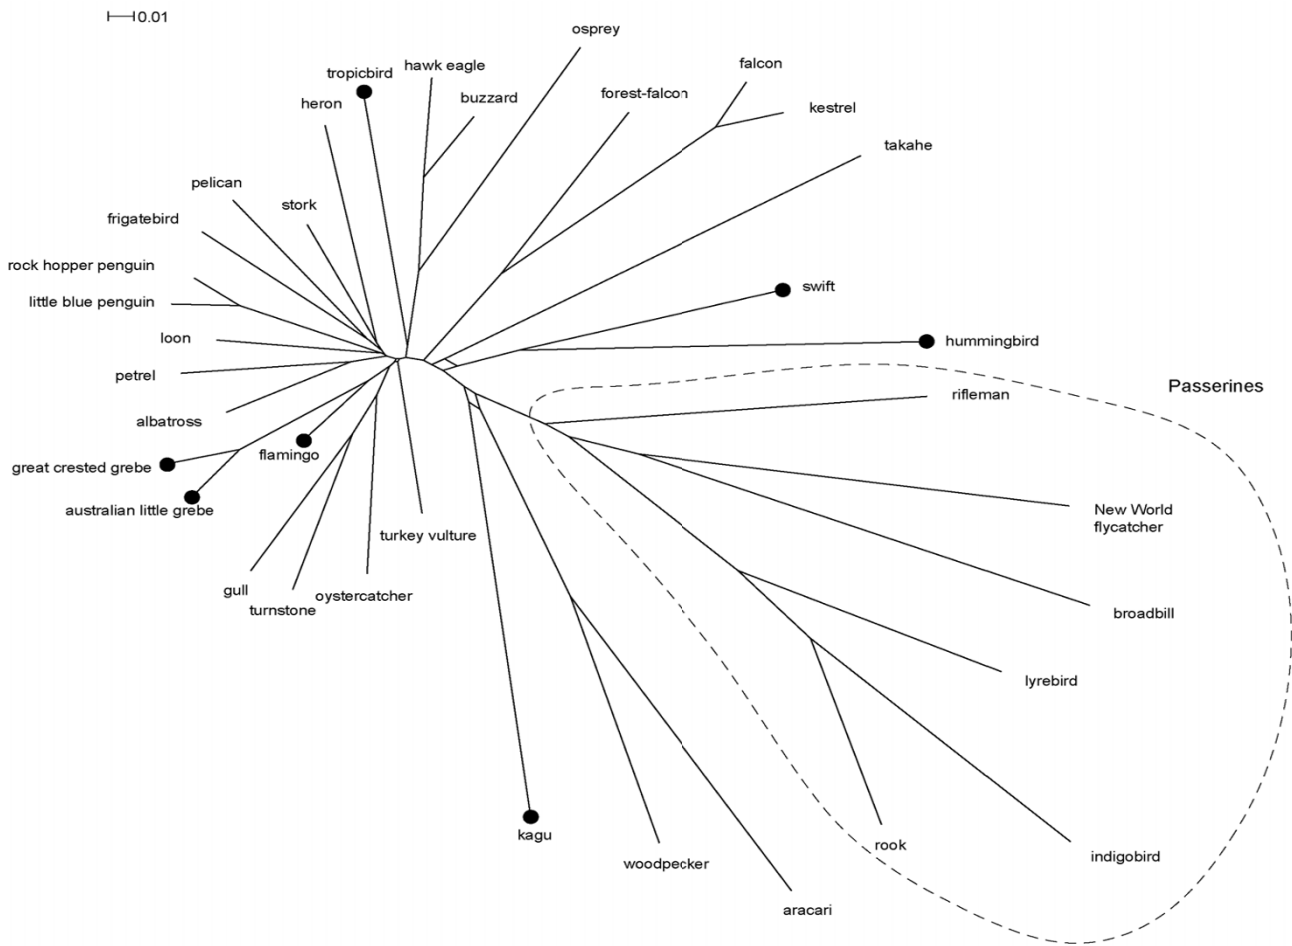 0.01
osprey
tropicbird
hawk eagle
falcon
heron
buzzard
forest-falcon
kestrel
takahe
pelican
stork
frigatebird
rock hopper penguin
little blue penguin
swift
loon
hummingbird
petrel
Passerines
rifleman
albatross
flamingo
great crested grebe
australian little grebe
New World
flycatcher
turkey vulture
gull
turnstone
oystercatcher
broadbill
lyrebird
kagu
rook
woodpecker
indigobird
aracari